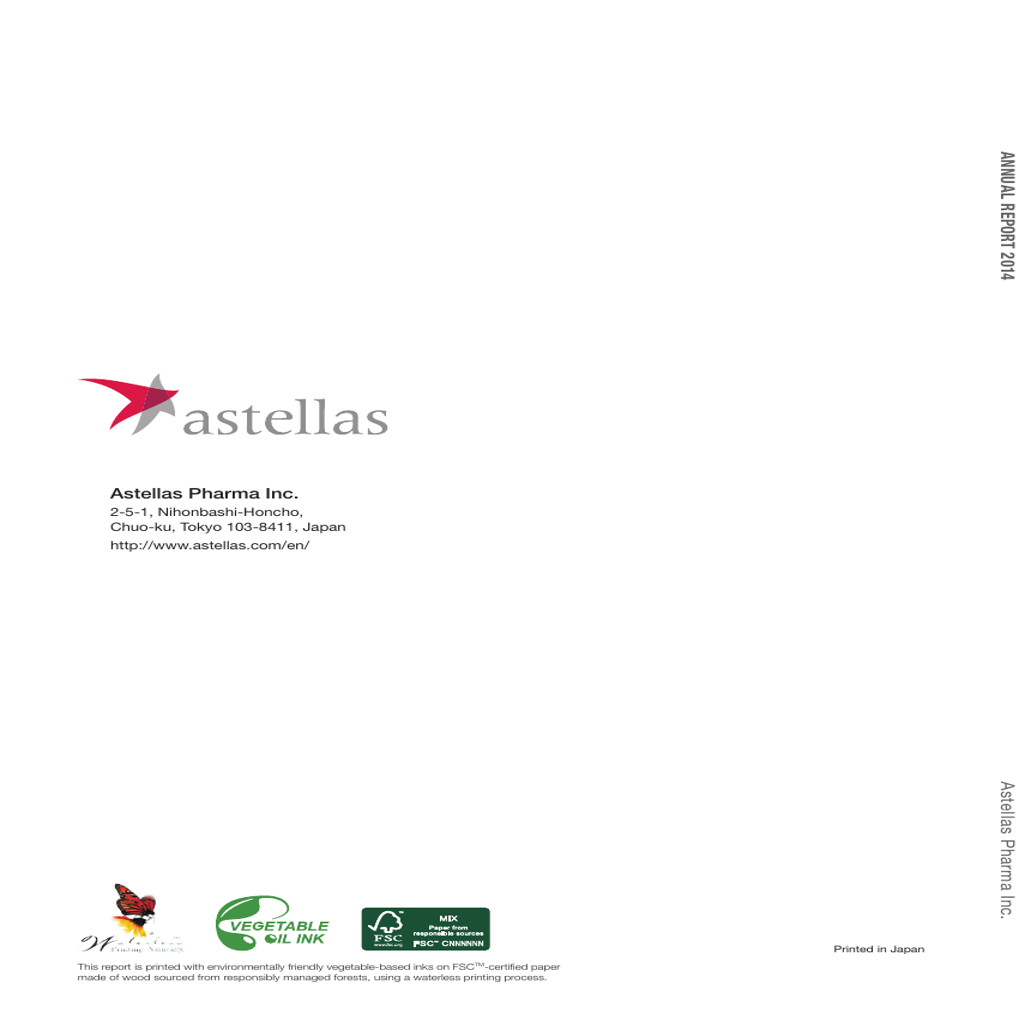 ANNUAL REPORT 2014
astellas
Astellas Pharma Inc.
2-5-1, Nihonbashi-Honcho,
Chuo-ku, Tokyo 103-8411, Japan
http://www.astellas.com/en/
Astellas Pharma Inc.
Waterless
Printing Naturally
VEGETABLE
OIL INK
FSC™
www.fsc.org
MIX
Paper from
responsible sources
FSC™ CNNNNNN
Printed in Japan
This report is printed with environmentally friendly vegetable-based inks on FSC™-certified paper
made of wood sourced from responsibly managed forests, using a waterless printing process.